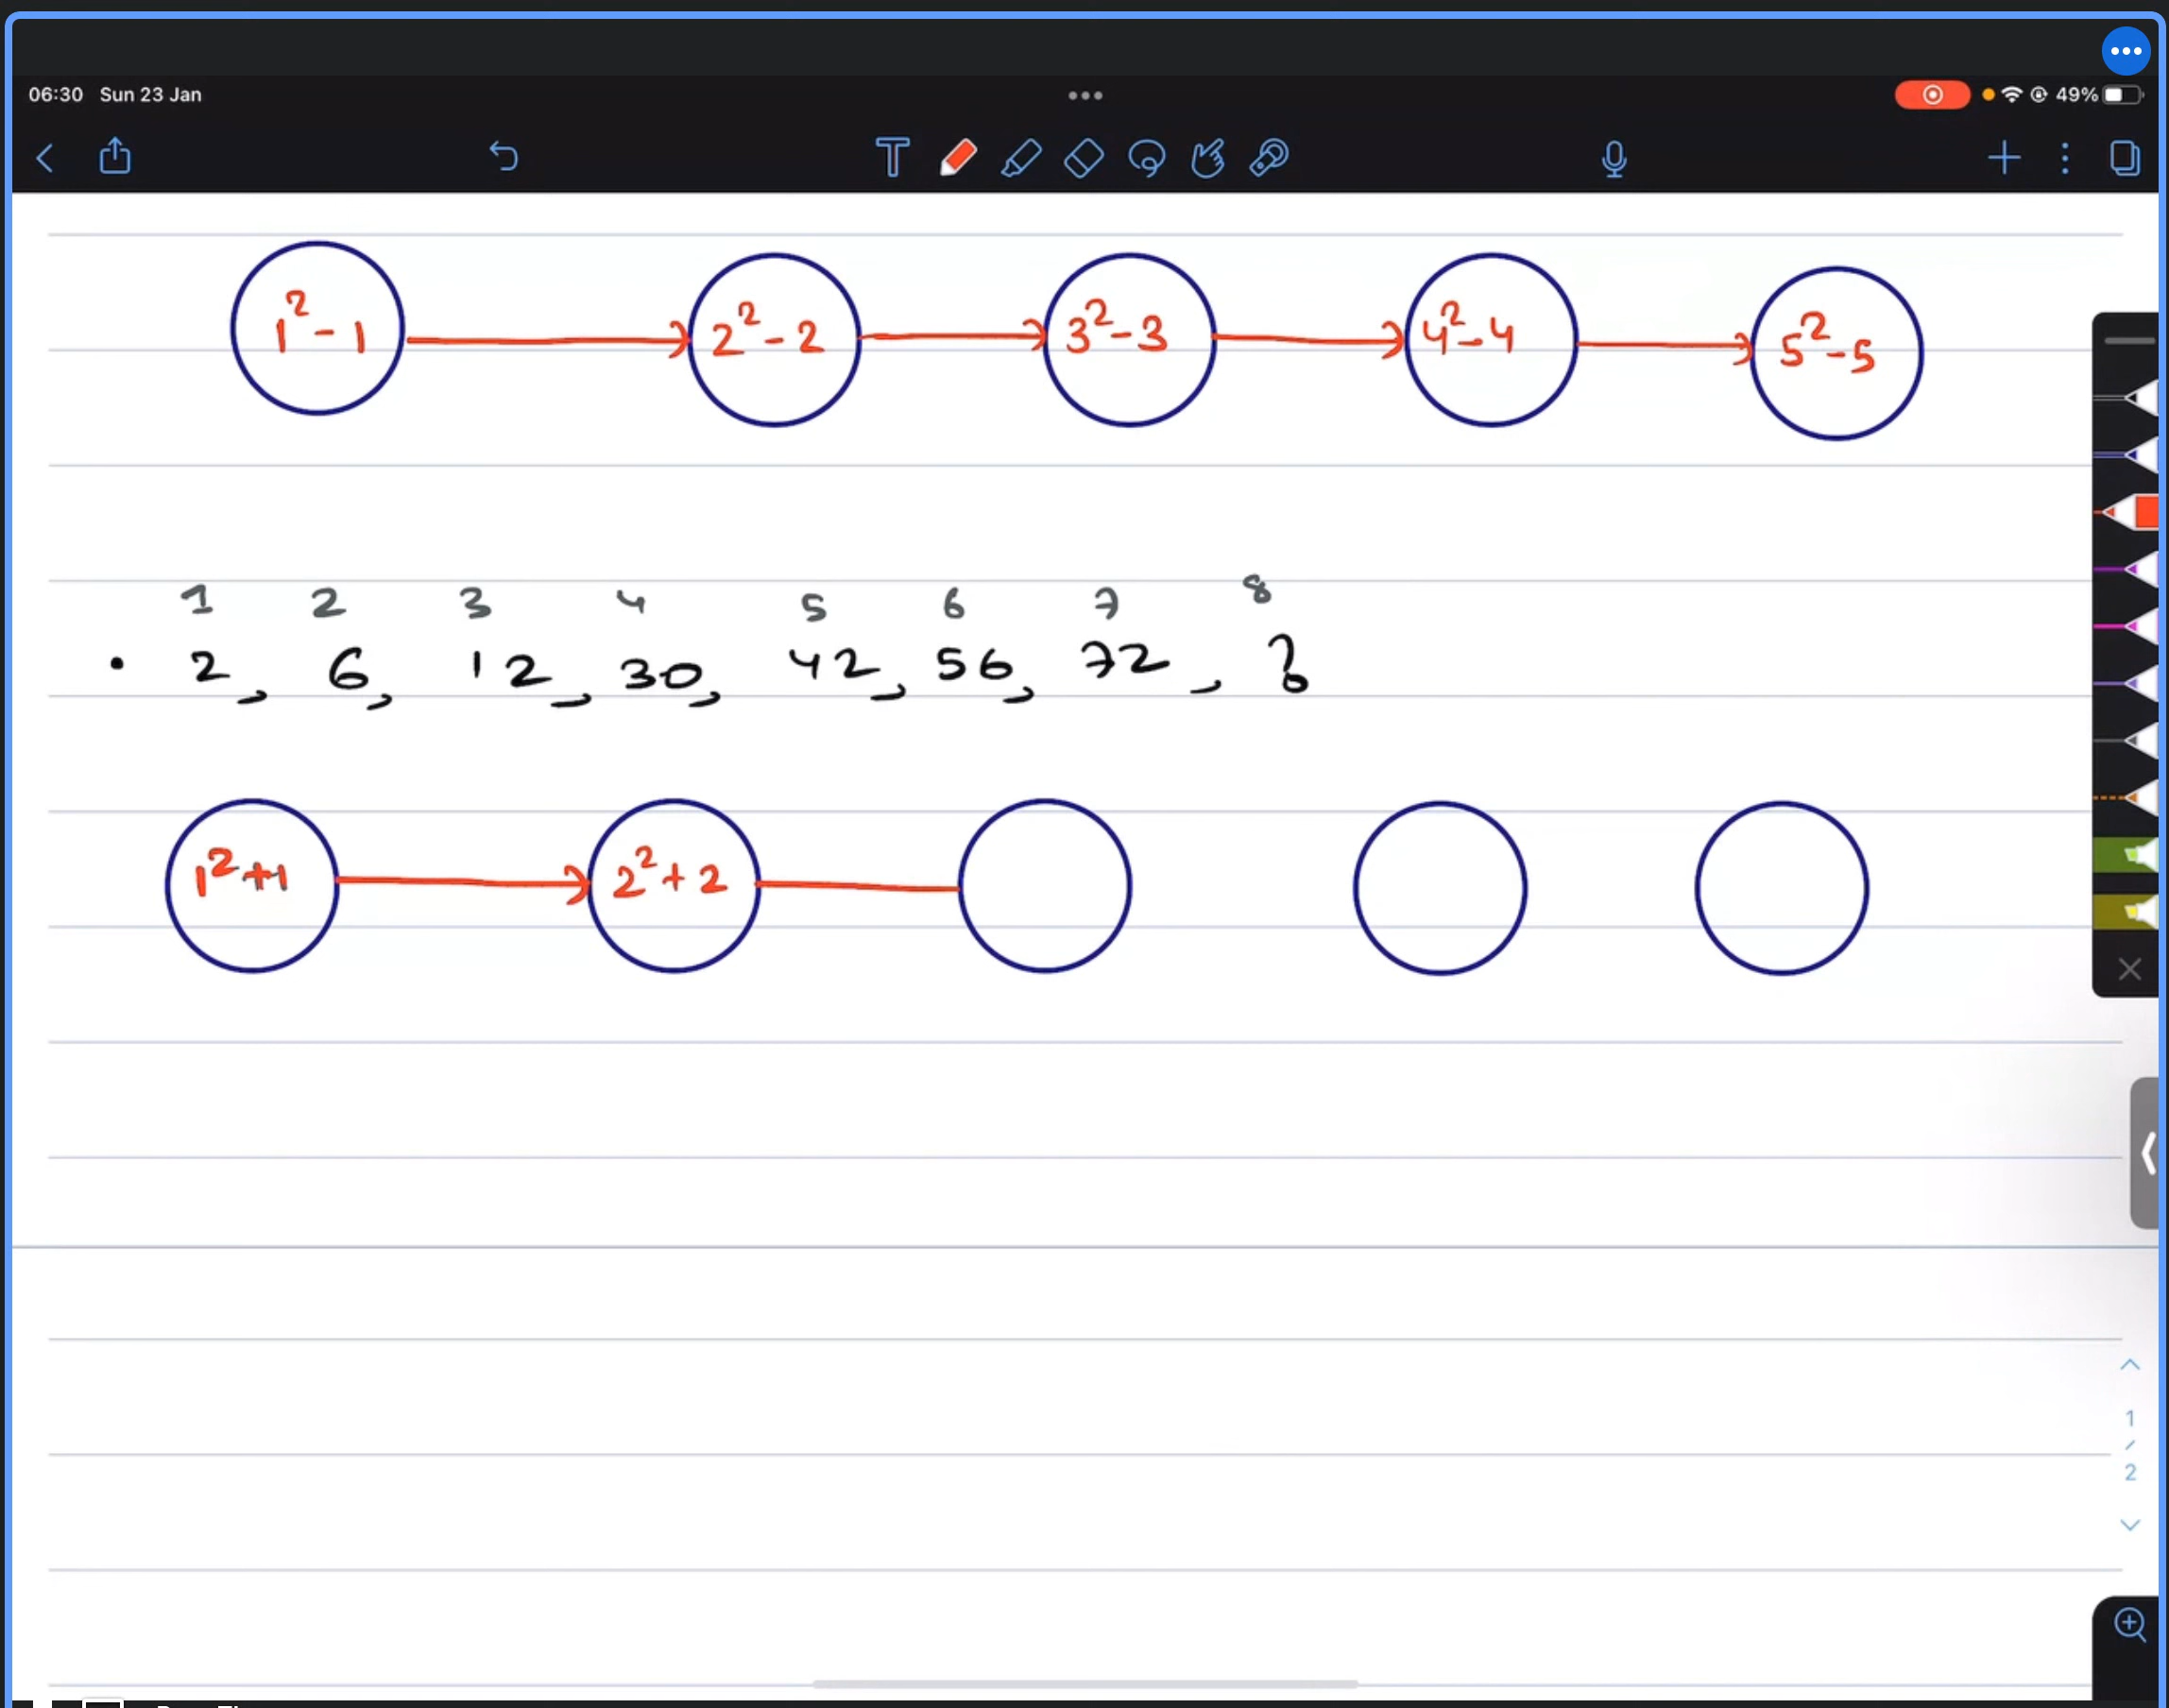 06:30 Sun 23 Jan 49%
1² - 1 2² - 2 3² - 3 4² - 4 5² - 5
1 2 3 4 5 6 7 8
• 2, 6, 12, 30, 42, 56, 72, ?
1² + 1 2² + 2
1
/
2